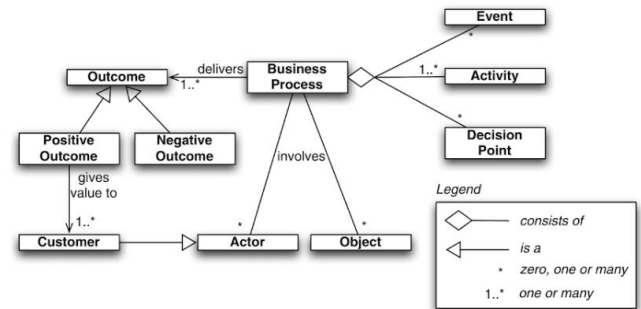 Event
*
delivers
Business
Process
1..*
Activity
Outcome
1..*
*
Decision
Point
Positive
Outcome
Negative
Outcome
involves
gives
value to
1..*
*
*
Customer
Actor
Object
Legend
consists of
is a
* zero, one or many
1..* one or many